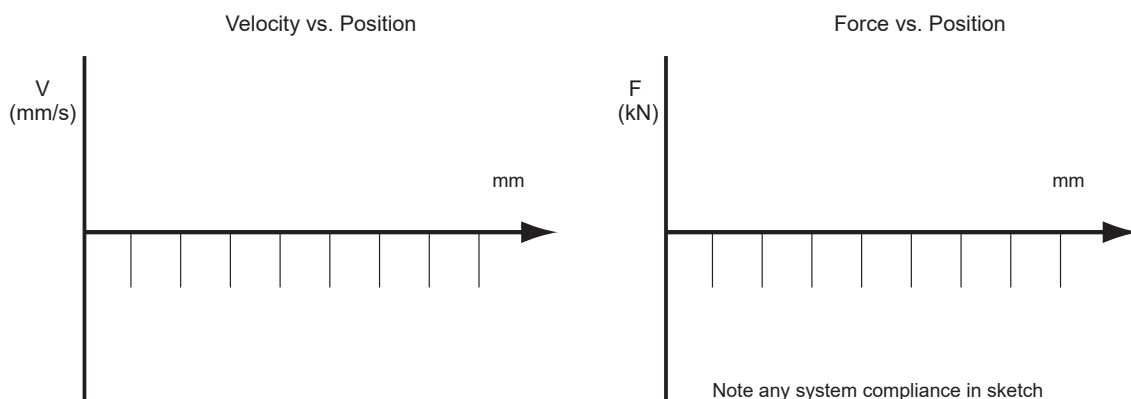 Velocity vs. Position
V
(mm/s)
mm
Force vs. Position
F
(kN)
mm
Note any system compliance in sketch